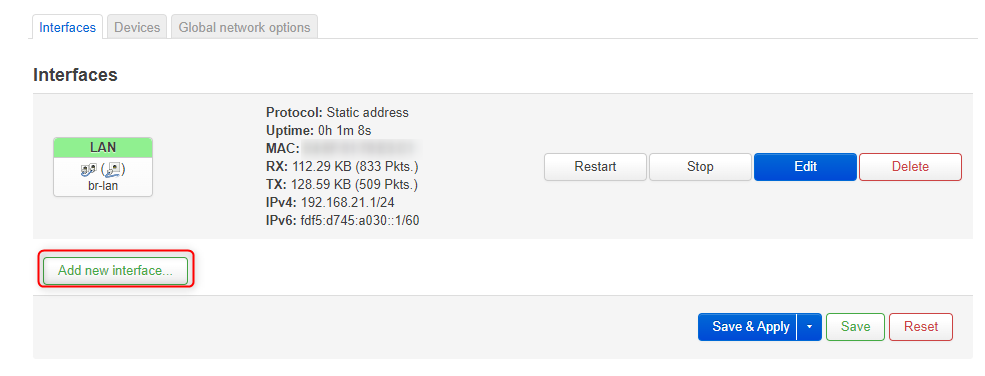 Interfaces Devices Global network options
Interfaces
LAN
br-lan
Protocol: Static address
Uptime: 0h 1m 8s
MAC:
RX: 112.29 KB (833 Pkts.)
TX: 128.59 KB (509 Pkts.)
IPv4: 192.168.21.1/24
IPv6: fdf5:d745:a030::1/60
Restart Stop Edit Delete
Add new interface...
Save & Apply Save Reset